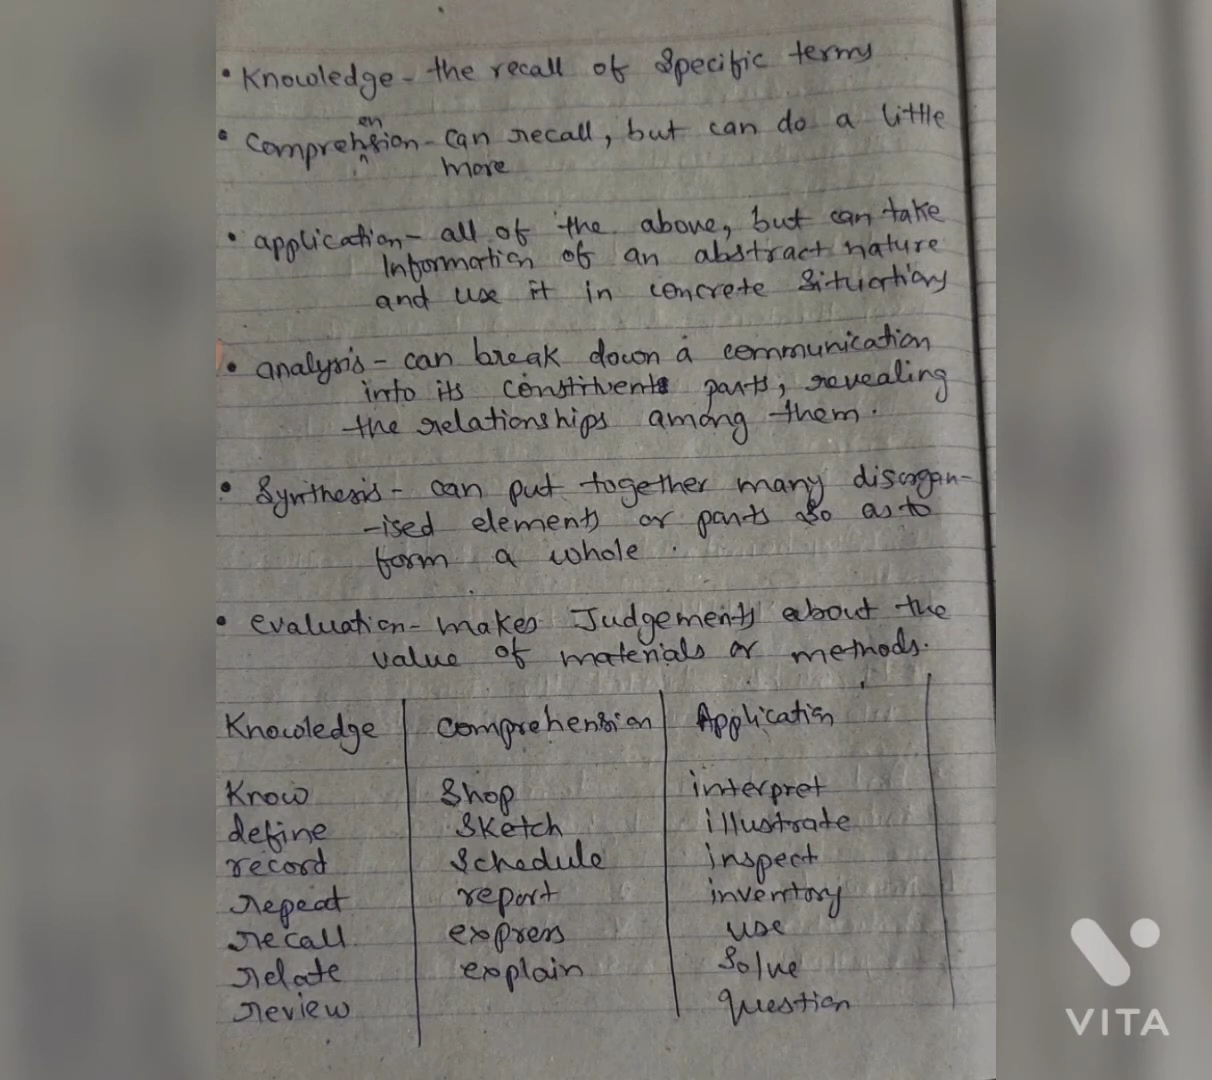 • Knowledge - the recall of specific terms
• comprehension - can recall, but can do a little
more
• application - all of the above, but can take
Information of an abstract nature
and use it in concrete situations
• analysis - can break down a communication
into its constituents parts, revealing
the relationships among them.
• Synthesis - can put together many disorgan-
-ised elements or parts so as to
form a whole.
• evaluation - makes Judgements about the
value of materials or methods.
Knowledge comprehension Application
Know Shop interpret
define Sketch illustrate
record Schedule inspect
repeat report inventory
recall express use
relate explain Solve
review question
VITA